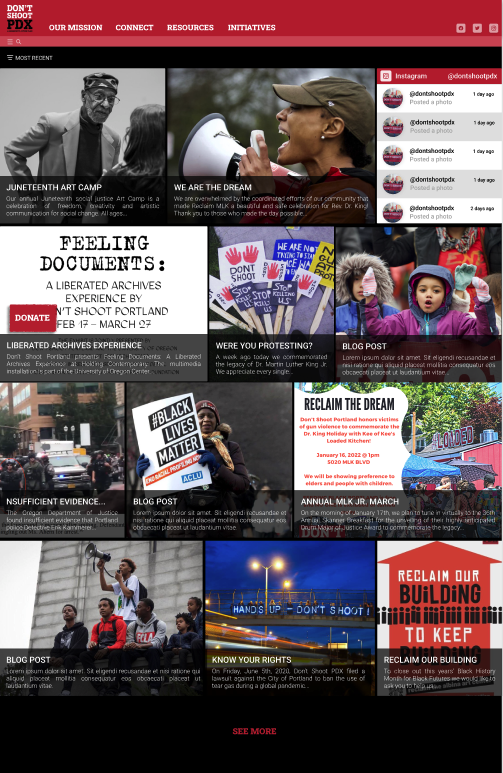 DON'T
SHOOT
PDX
OUR MISSION CONNECT RESOURCES INITIATIVES
MOST RECENT
Instagram @dontshootpdx
@dontshootpdx 1 day ago
Posted a photo
@dontshootpdx 1 day ago
Posted a photo
@dontshootpdx 1 day ago
Posted a photo
@dontshootpdx 1 day ago
Posted a photo
@dontshootpdx 2 days ago
Posted a photo
JUNETEENTH ART CAMP
Our annual Juneteenth social justice Art Camp is a
celebration of freedom, creativity and artistic
communication for social change. All ages...
WE ARE THE DREAM
We are overwhelmed by the coordinated efforts of our community that
made Reclaim MLK a beautiful and safe celebration for Rev. Dr. King!
Thank you to those who made the day possible...
FEELING
DOCUMENTS:
A LIBERATED ARCHIVES
EXPERIENCE BY
N'T SHOOT PORTLAND
FEB 17 - MARCH 27
DONATE
LIBERATED ARCHIVES EXPERIENCE
Don't Shoot Portland presents Feeling Documents: A Liberated
Archives Experience at Holding Contemporary. The multimedia
installation is part of the University of Oregon Center...
DONT
SHOOT
STOP
KILLING
US
WE ARE NOT
WERE YOU PROTESTING?
A week ago today we commemorated
the legacy of Dr. Martin Luther King Jr.
We appreciate every single...
BLOG POST
Lorem ipsum dolor sit amet. Sit eligendi recusandae et
nisi ratione qui aliquid placeat mollitia consequatur eos
obcaecati placeat ut laudantium vitae.
NSUFFICIENT EVIDENCE...
The Oregon Department of Justice
found insufficient evidence that Portland
police Detective Erik Kammerer...
#BLACK
LIVES
MATTER
END RACIAL PROFILING NOW
ACLU
BLOG POST
Lorem ipsum dolor sit amet. Sit eligendi recusandae et
nisi ratione qui aliquid placeat mollitia consequatur eos
obcaecati placeat ut laudantium vitae.
RECLAIM THE DREAM
Don't Shoot Portland honors victims
of gun violence to commemorate the
Dr. King Holiday with Kee of Kee's
Loaded Kitchen!
January 16, 2022 @ 1pm
5020 MLK BLVD
We will be showing preference to
elders and people with children.
LOADED
ANNUAL MLK JR. MARCH
On the morning of January 17th, we plan to tune in virtually to the 36th
Annual Skanner Breakfast for the unveiling of their highly anticipated
Drum Major of Justice Award to commemorate the legacy.
BLOG POST
Lorem ipsum dolor sit amet. Sit eligendi recusandae et nisi ratione qui
aliquid placeat mollitia consequatur eos obcaecati placeat ut
laudantium vitae.
HANDS UP - DON'T SHOOT!
KNOW YOUR RIGHTS
On Friday, June 5th, 2020, Don't Shoot PDX filed a
lawsuit against the City of Portland to ban the use of
tear gas during a global pandemic...
RECLAIM OUR
BUILDING
TO KEEP
RECLAIM OUR BUILDING
To close out this years' Black History
Month for Black Futures we would like to
ask you to help us...
SEE MORE